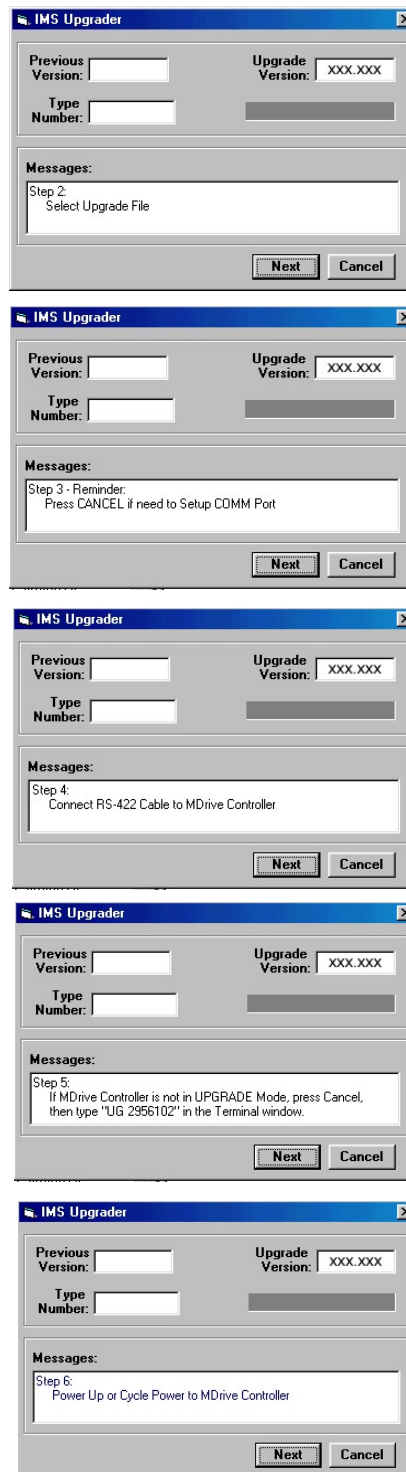 IMS Upgrader
Previous Version:
Upgrade Version: XXX.XXX
Type Number:
Messages:
Step 2:
Select Upgrade File
Next Cancel
IMS Upgrader
Previous Version:
Upgrade Version: XXX.XXX
Type Number:
Messages:
Step 3 - Reminder:
Press CANCEL if need to Setup COMM Port
Next Cancel
IMS Upgrader
Previous Version:
Upgrade Version: XXX.XXX
Type Number:
Messages:
Step 4:
Connect RS-422 Cable to MDrive Controller
Next Cancel
IMS Upgrader
Previous Version:
Upgrade Version: XXX.XXX
Type Number:
Messages:
Step 5:
If MDrive Controller is not in UPGRADE Mode, press Cancel,
then type "UG 2956102" in the Terminal window.
Next Cancel
IMS Upgrader
Previous Version:
Upgrade Version: XXX.XXX
Type Number:
Messages:
Step 6:
Power Up or Cycle Power to MDrive Controller
Next Cancel